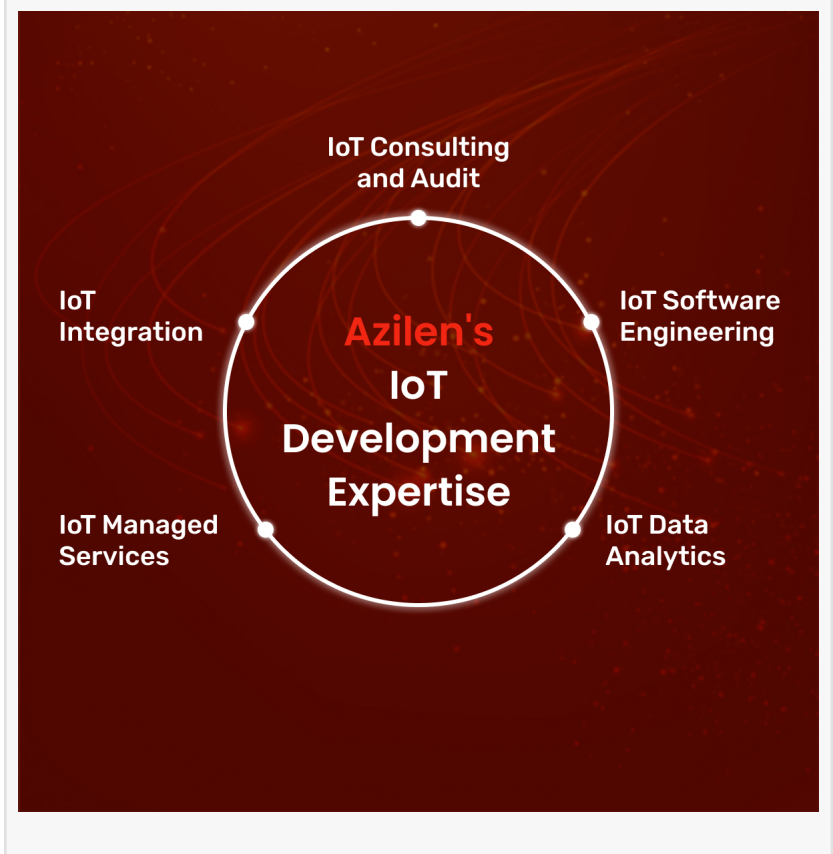 IoT Consulting
and Audit
IoT
Integration
IoT Software
Engineering
Azilen's
IoT
Development
Expertise
IoT Managed
Services
IoT Data
Analytics